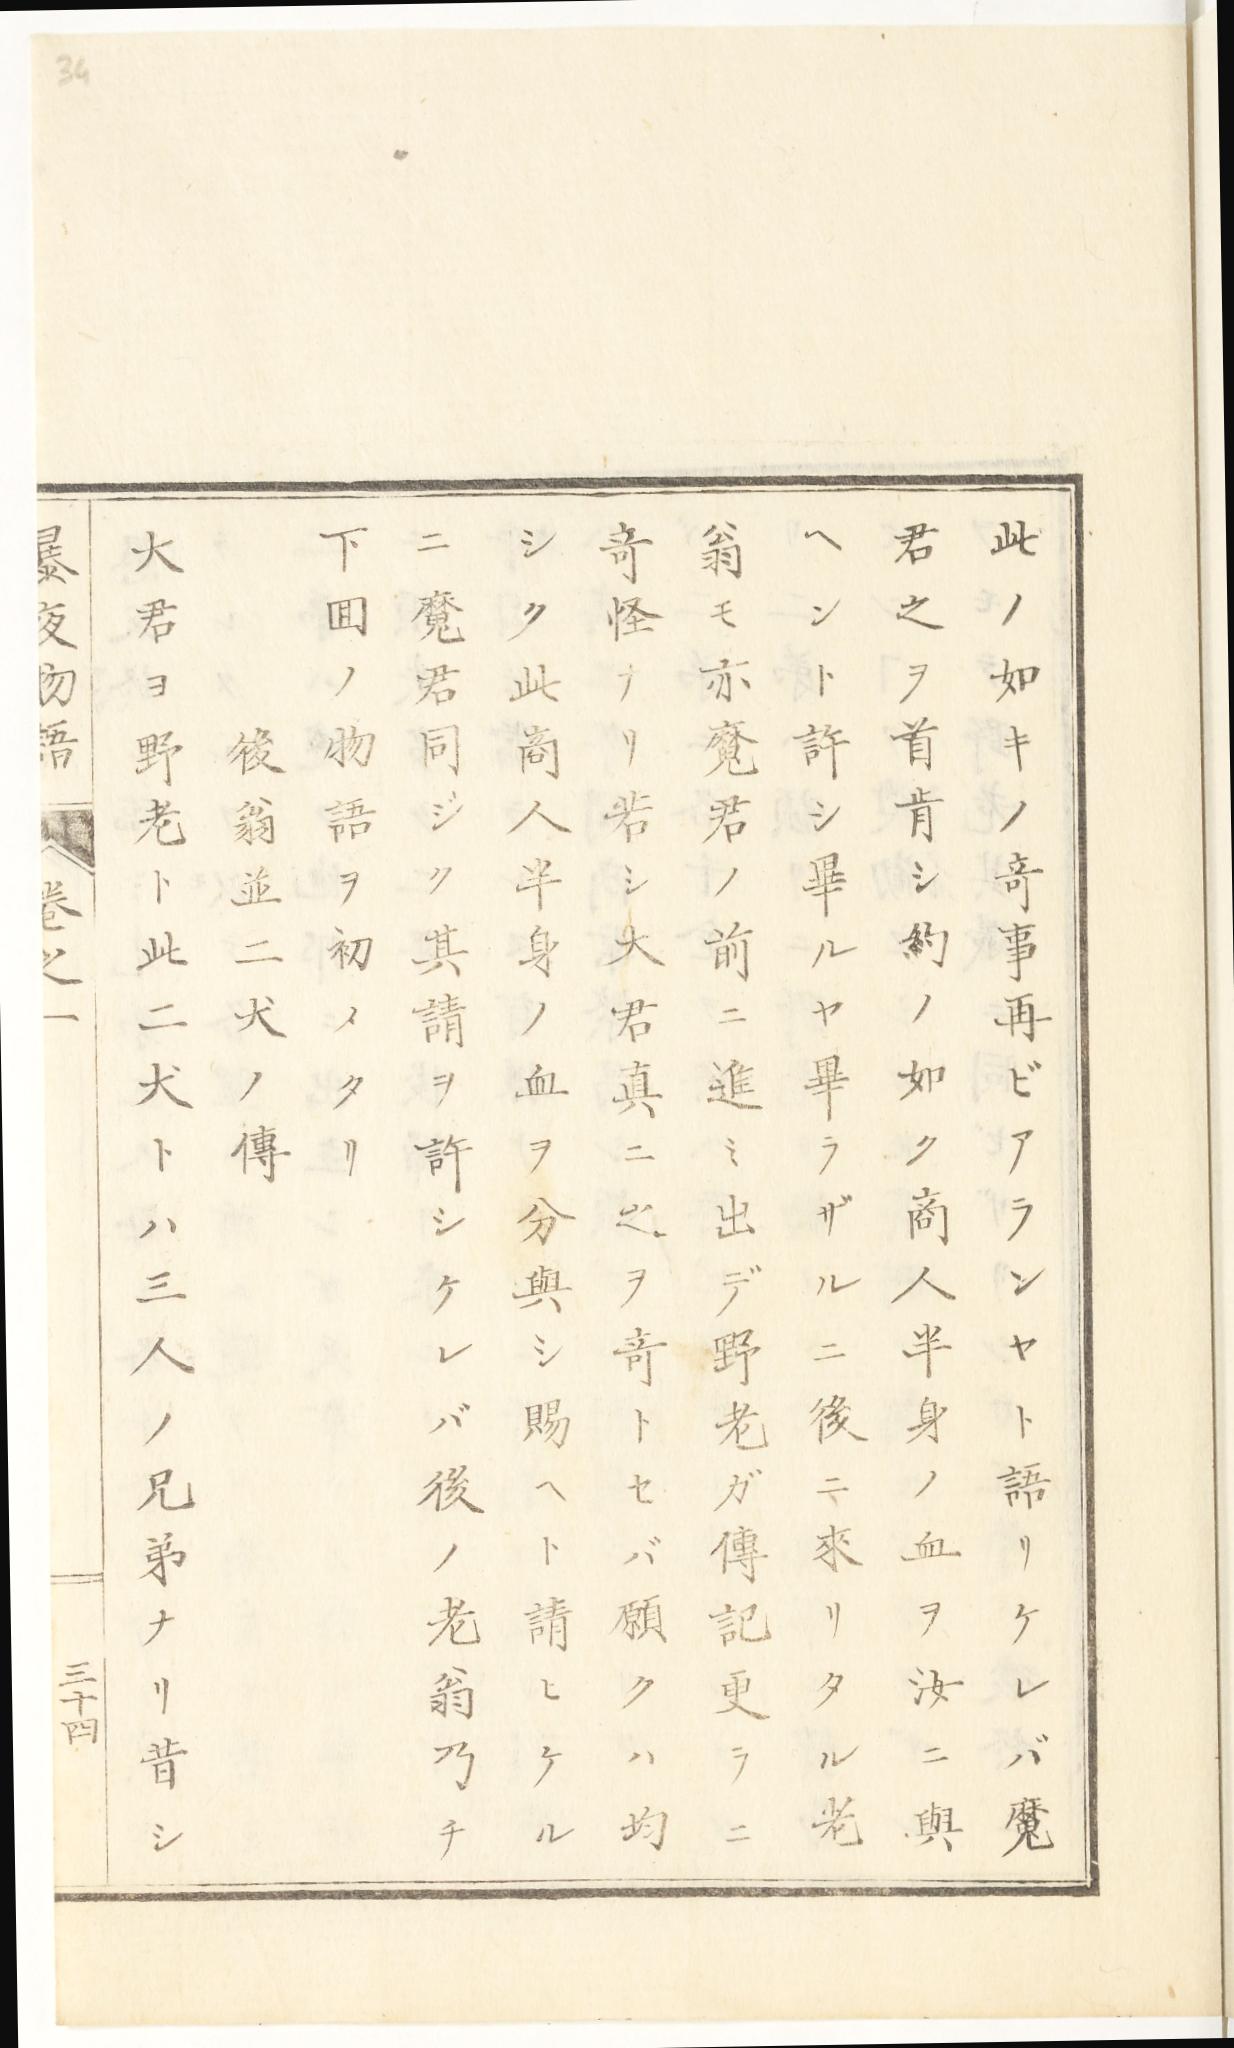 此ノ如キノ奇事再ビアランヤト語リケレバ魔
君之ヲ首肯シ約ノ如ク商人半身ノ血ヲ汝ニ與
ヘント許シ畢ルヤ畢ラザルニ後ニ來リタル老
翁モ亦魔君ノ前ニ進ミ出デ野老ガ傳記更ラニ
奇怪ナリ若シ大君真ニ之ヲ奇トセバ願クハ均
シク此商人半身ノ血ヲ分與シ賜ヘト請ヒケル
ニ魔君同ジク其請ヲ許シケレバ後ノ老翁乃チ
下囬ノ物語ヲ初メタリ
後翁並二犬ノ傳
大君ヨ野老ト此二犬トハ三人ノ兄弟ナリ昔シ
暴夜物語
卷之一
三十四
34